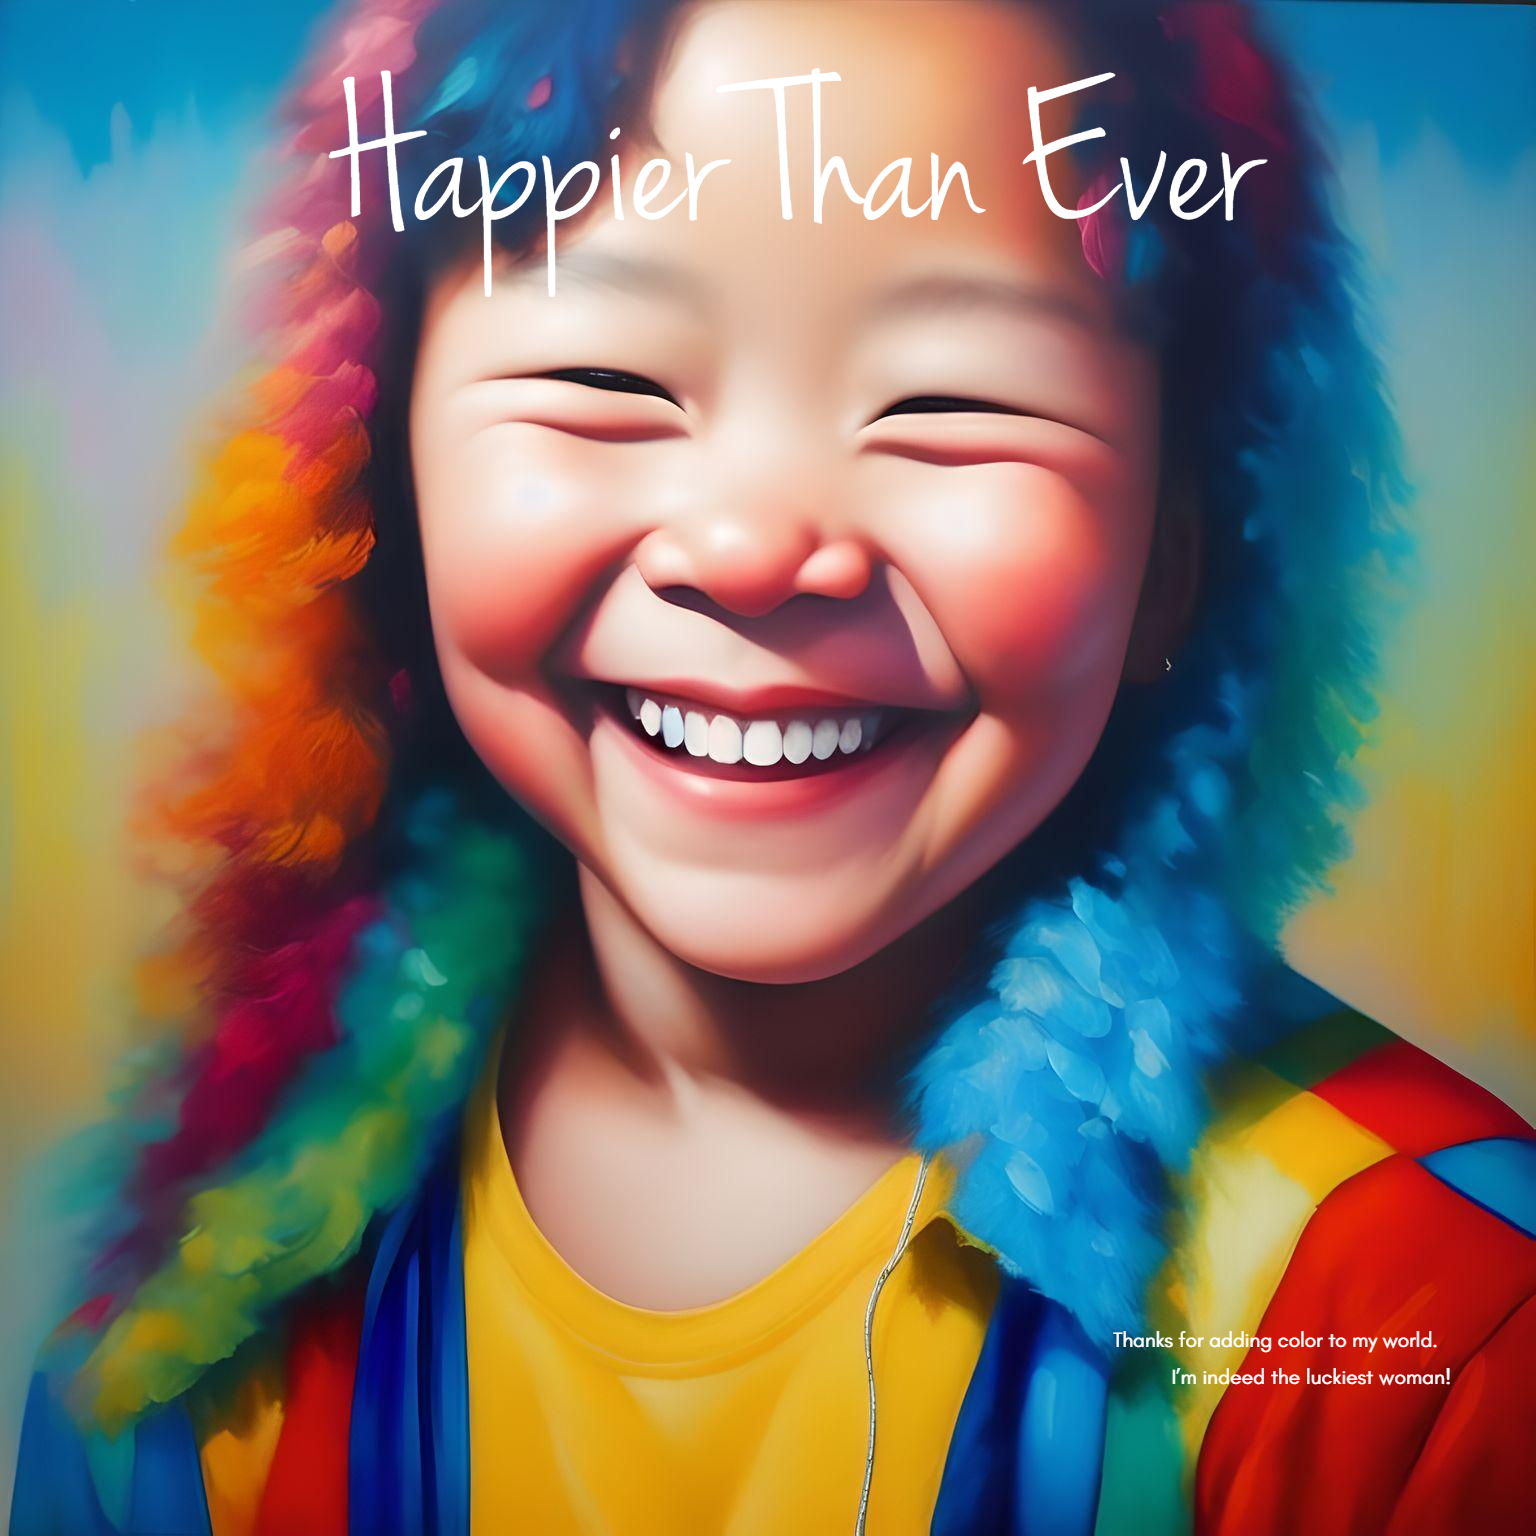 Happier Than Ever
Thanks for adding color to my world.
I'm indeed the luckiest woman!